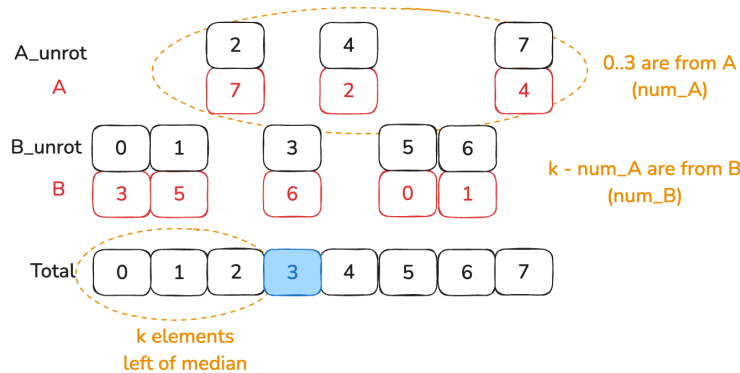 A_unrot 2 4 7
A 7 2 4
0..3 are from A
(num_A)
B_unrot 0 1 3 5 6
B 3 5 6 0 1
k - num_A are from B
(num_B)
Total 0 1 2 3 4 5 6 7
k elements
left of median